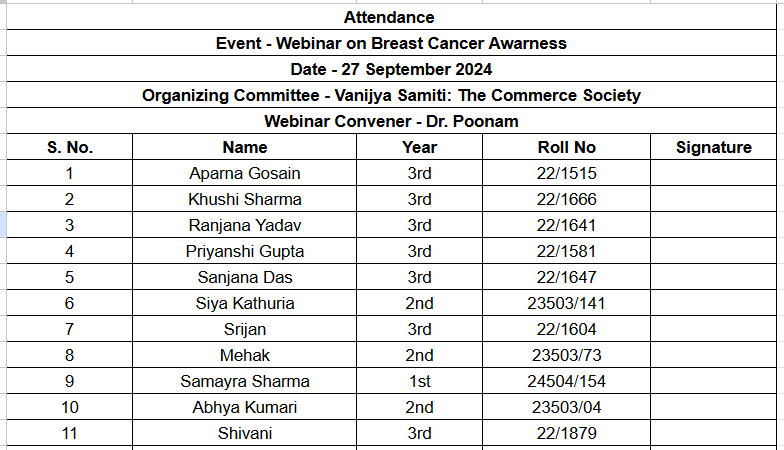 Attendance
Event - Webinar on Breast Cancer Awarness
Date - 27 September 2024
Organizing Committee - Vanijya Samiti: The Commerce Society
Webinar Convener - Dr. Poonam
S. No. Name Year Roll No Signature
1 Aparna Gosain 3rd 22/1515
2 Khushi Sharma 3rd 22/1666
3 Ranjana Yadav 3rd 22/1641
4 Priyanshi Gupta 3rd 22/1581
5 Sanjana Das 3rd 22/1647
6 Siya Kathuria 2nd 23503/141
7 Srijan 3rd 22/1604
8 Mehak 2nd 23503/73
9 Samayra Sharma 1st 24504/154
10 Abhya Kumari 2nd 23503/04
11 Shivani 3rd 22/1879